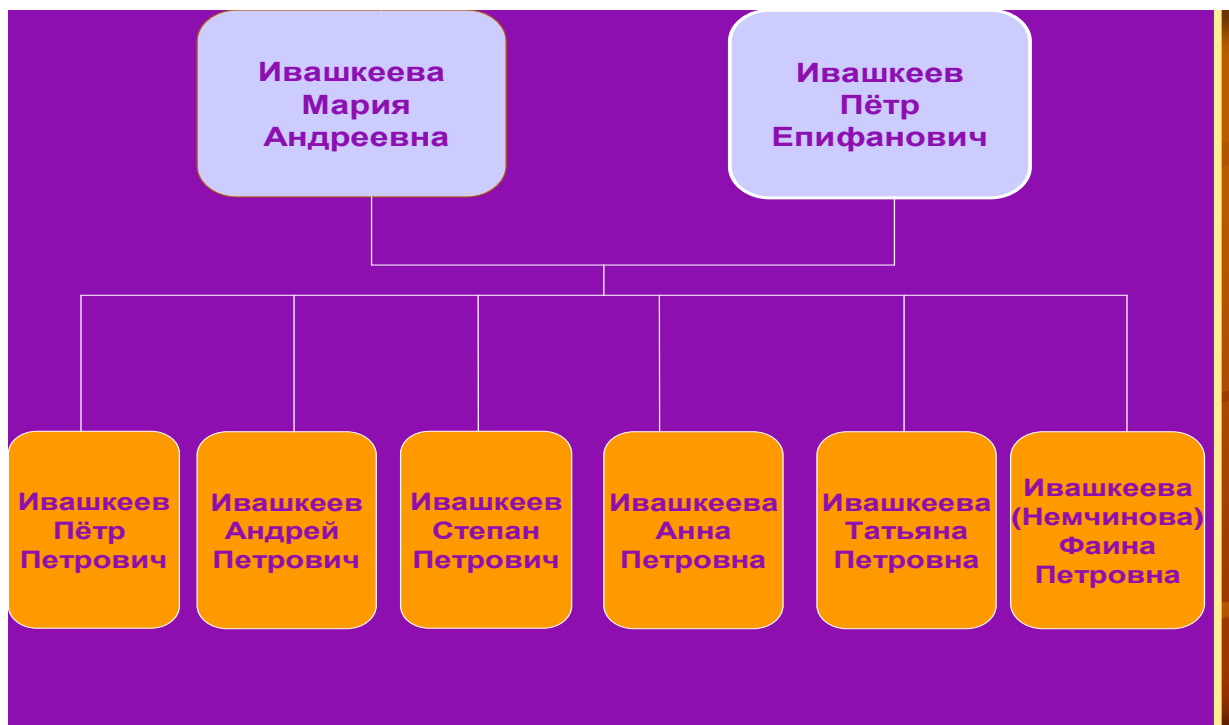 Ивашкеева
Мария
Андреевна
Ивашкеев
Пётр
Епифанович
Ивашкеев
Пётр
Петрович
Ивашкеев
Андрей
Петрович
Ивашкеев
Степан
Петрович
Ивашкеева
Анна
Петровна
Ивашкеева
Татьяна
Петровна
Ивашкеева
(Немчинова)
Фаина
Петровна